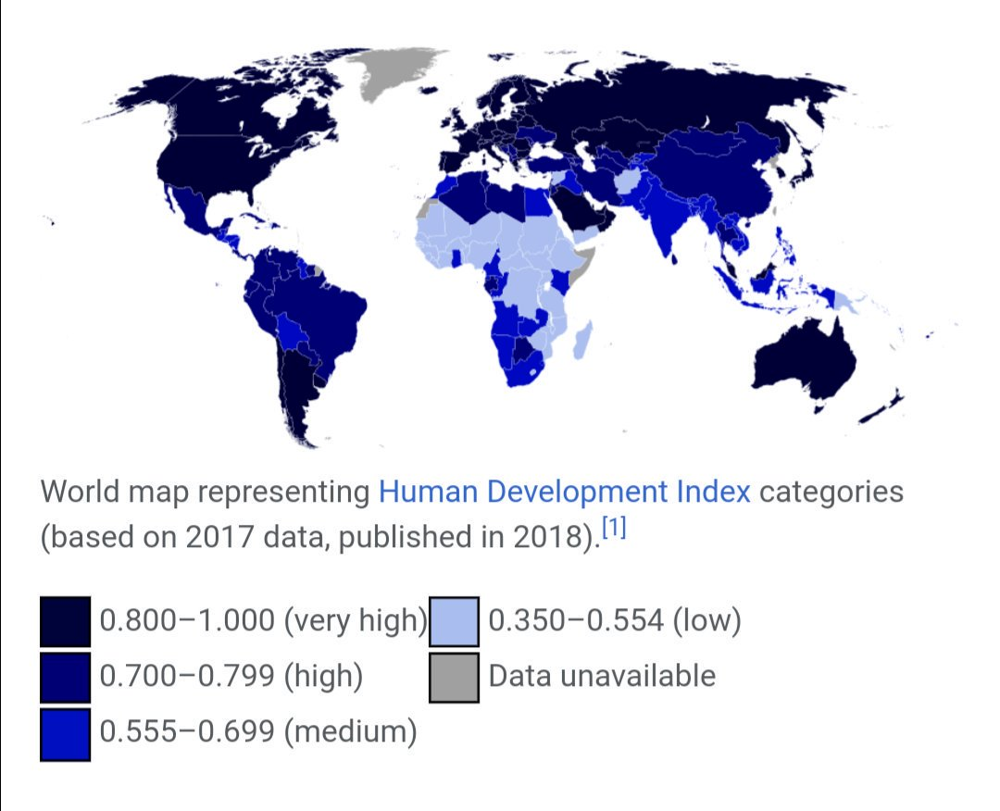 World map representing Human Development Index categories
(based on 2017 data, published in 2018).[1]
0.800–1.000 (very high)
0.700–0.799 (high)
0.555–0.699 (medium)
0.350–0.554 (low)
Data unavailable